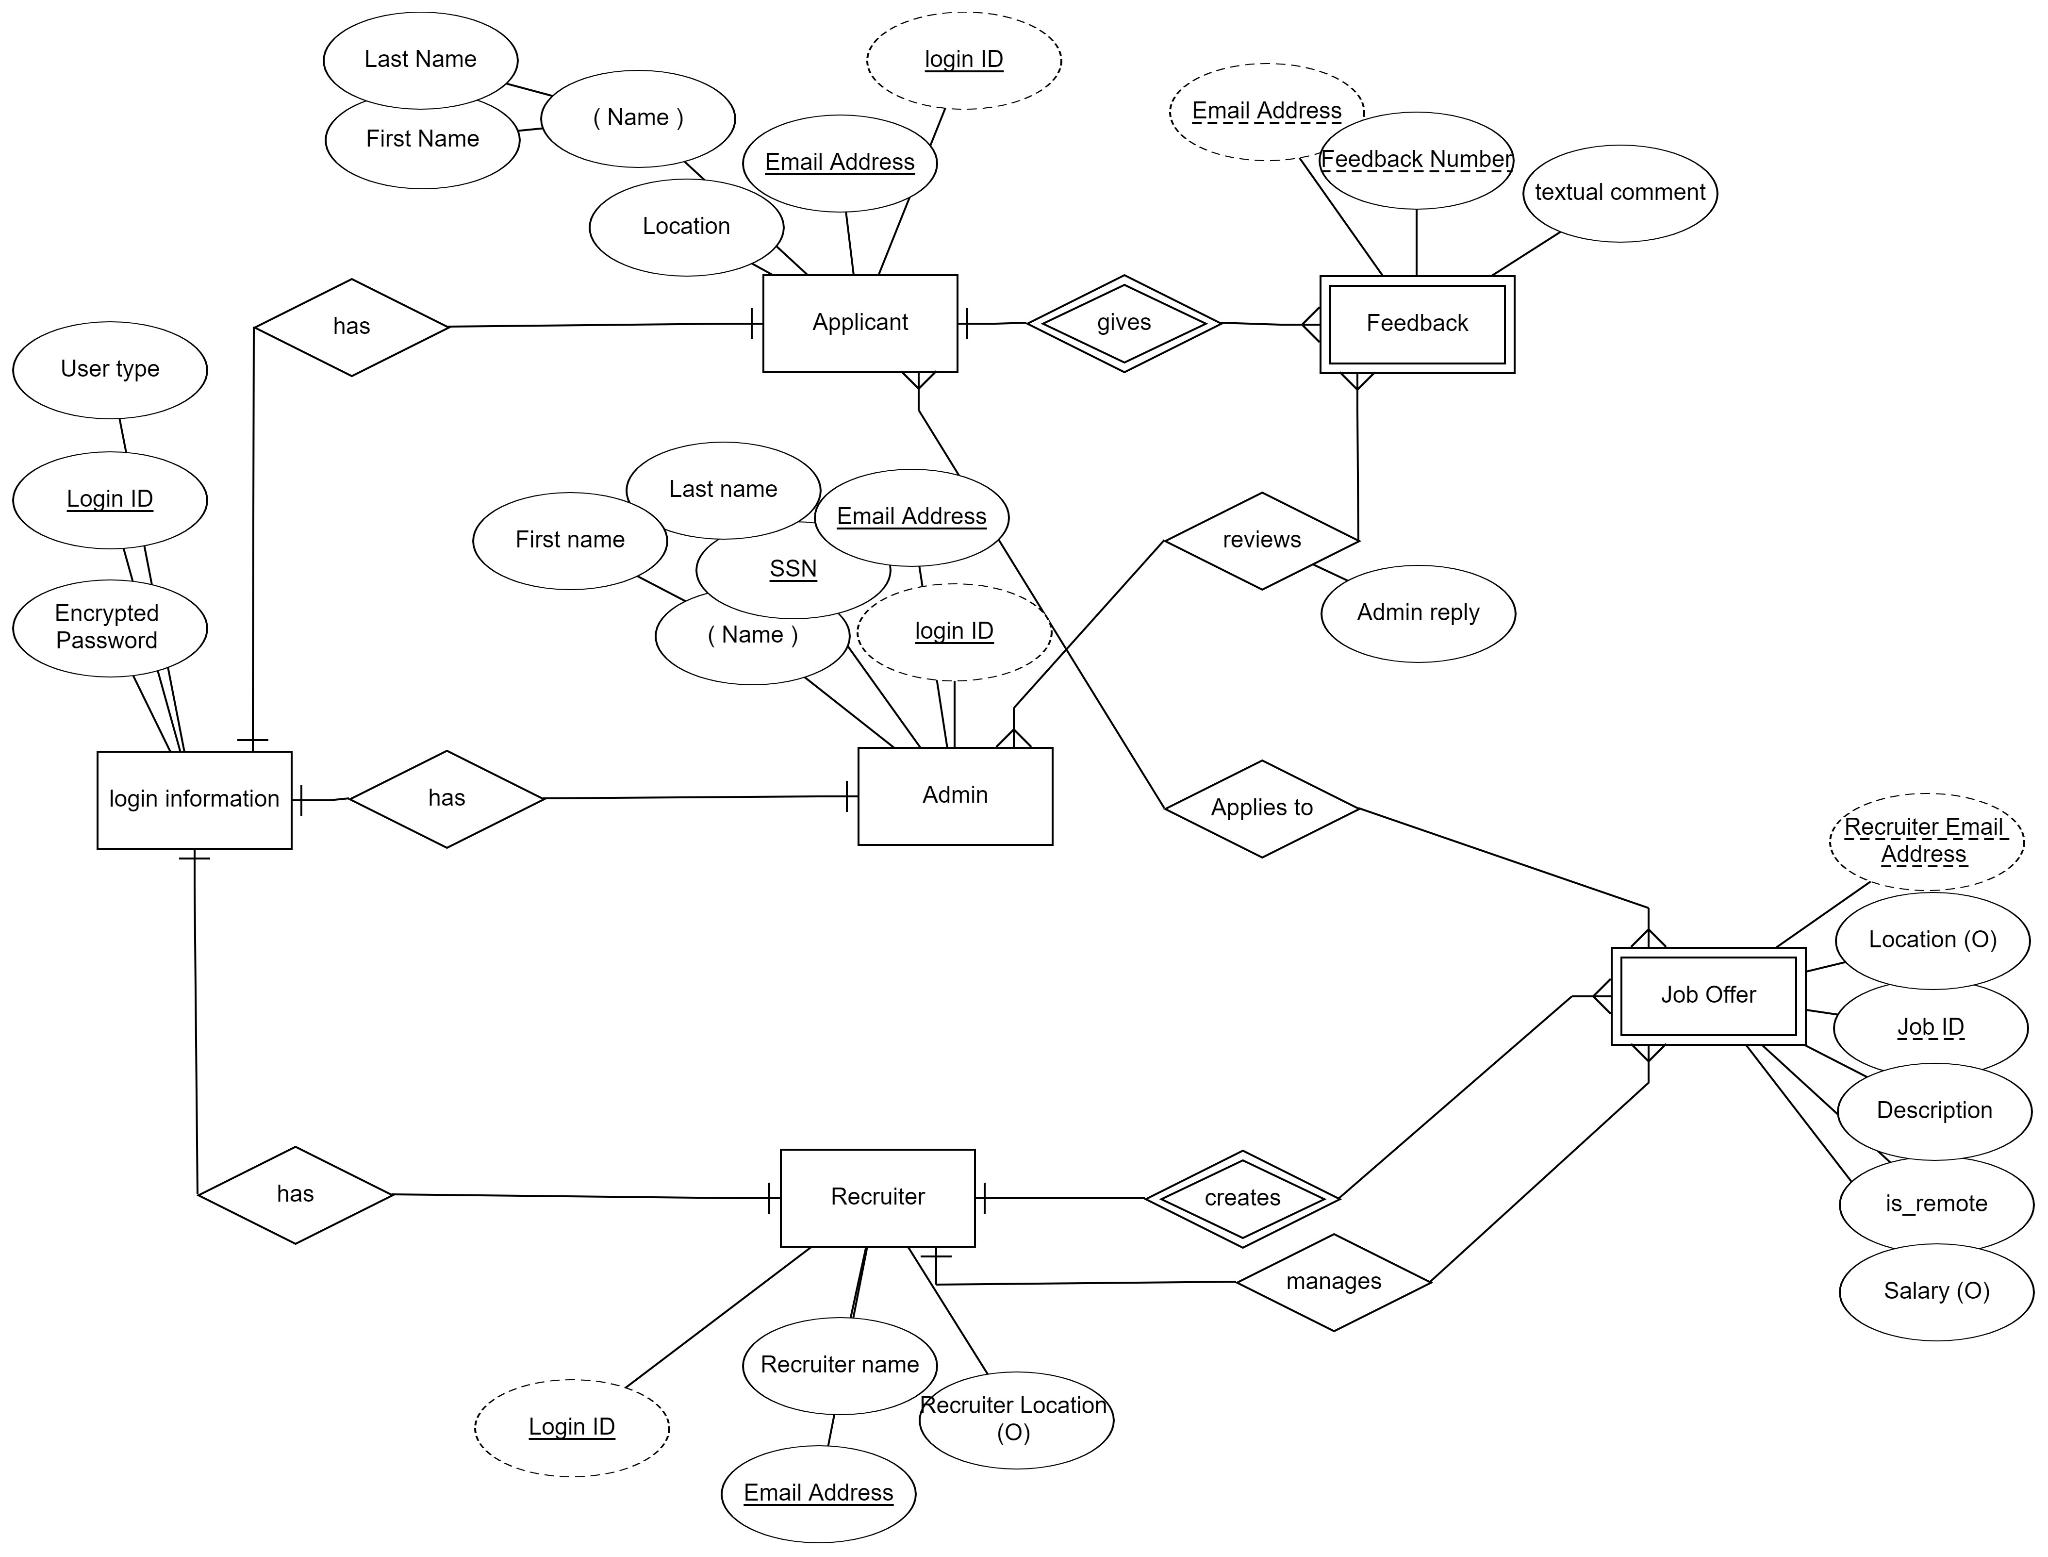 Last Name
login ID
( Name )
Email Address
First Name
Email Address
Feedback Number
textual comment
Location
has
Applicant
gives
Feedback
User type
Last name
Login ID
Email Address
First name
reviews
SSN
Encrypted
Password
Admin reply
( Name )
login ID
login information
has
Admin
Applies to
Recruiter Email
Address
Location (O)
Job Offer
Job ID
Description
has
Recruiter
creates
is_remote
manages
Salary (O)
Recruiter name
Recruiter Location
(O)
Login ID
Email Address